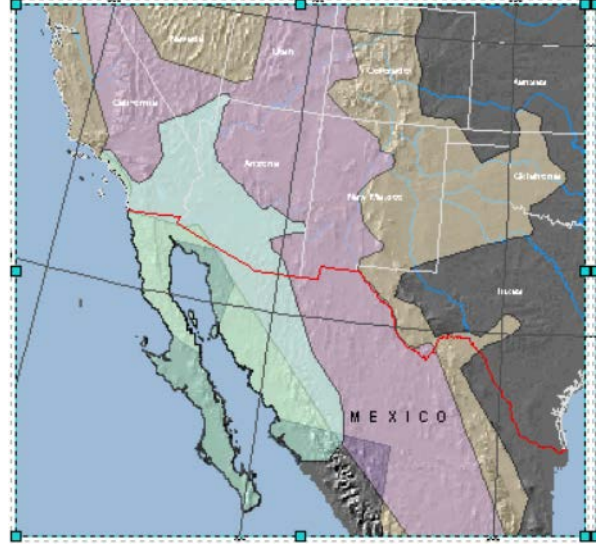 Nevada
Utah
Colorado
Kansas
California
Arizona
Oklahoma
New Mexico
Texas
MEXICO